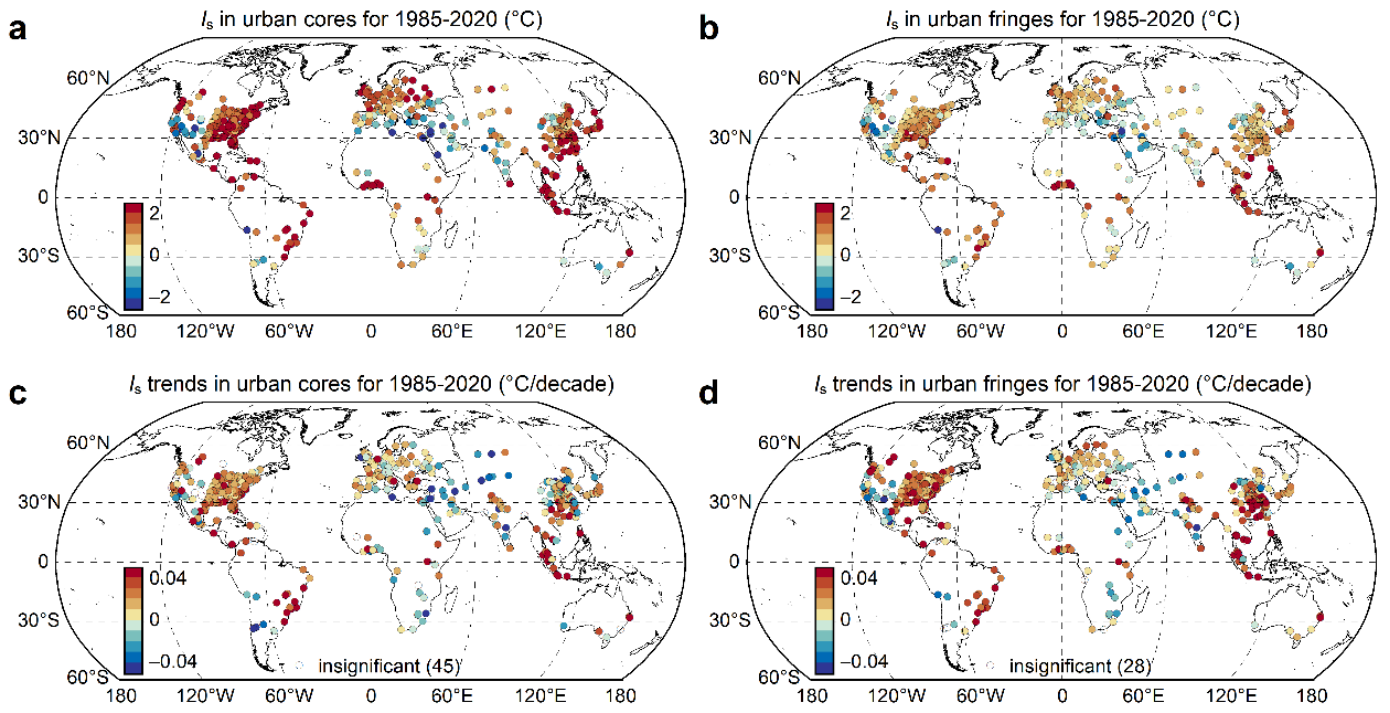 a
I_s in urban cores for 1985-2020 (°C)
60°N
30°N
0
30°S
60°S
2
0
−2
180
120°W
60°W
0
60°E
120°E
180
b
I_s in urban fringes for 1985-2020 (°C)
60°N
30°N
0
30°S
60°S
2
0
−2
180
120°W
60°W
0
60°E
120°E
180
c
I_s trends in urban cores for 1985-2020 (°C/decade)
60°N
30°N
0
30°S
60°S
0.04
0
−0.04
insignificant (45)
180
120°W
60°W
0
60°E
120°E
180
d
I_s trends in urban fringes for 1985-2020 (°C/decade)
60°N
30°N
0
30°S
60°S
0.04
0
−0.04
insignificant (28)
180
120°W
60°W
0
60°E
120°E
180